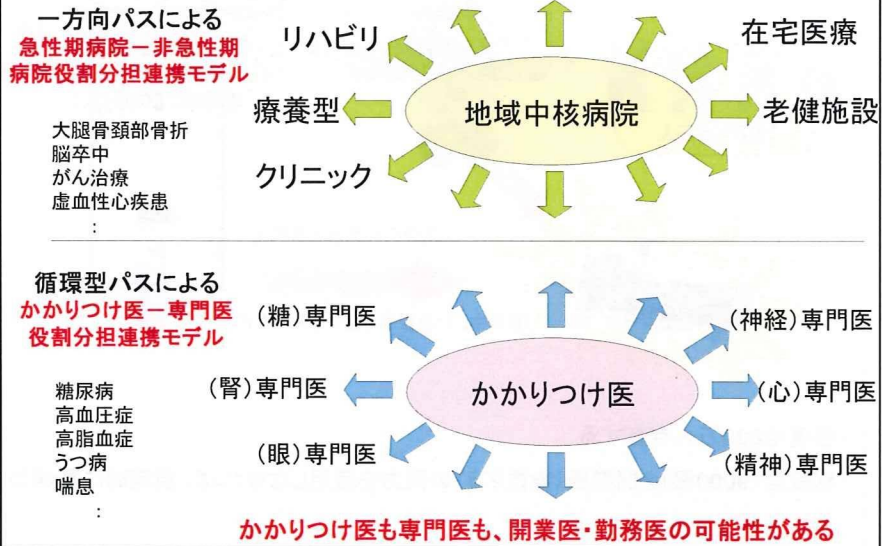 一方向パスによる
急性期病院－非急性期
病院役割分担連携モデル
大腿骨頚部骨折
脳卒中
がん治療
虚血性心疾患
：
リハビリ
療養型
クリニック
地域中核病院
在宅医療
老健施設
循環型パスによる
かかりつけ医－専門医
役割分担連携モデル
糖尿病
高血圧症
高脂血症
うつ病
喘息
：
（糖）専門医
（腎）専門医
（眼）専門医
かかりつけ医
（神経）専門医
（心）専門医
（精神）専門医
かかりつけ医も専門医も、開業医・勤務医の可能性がある